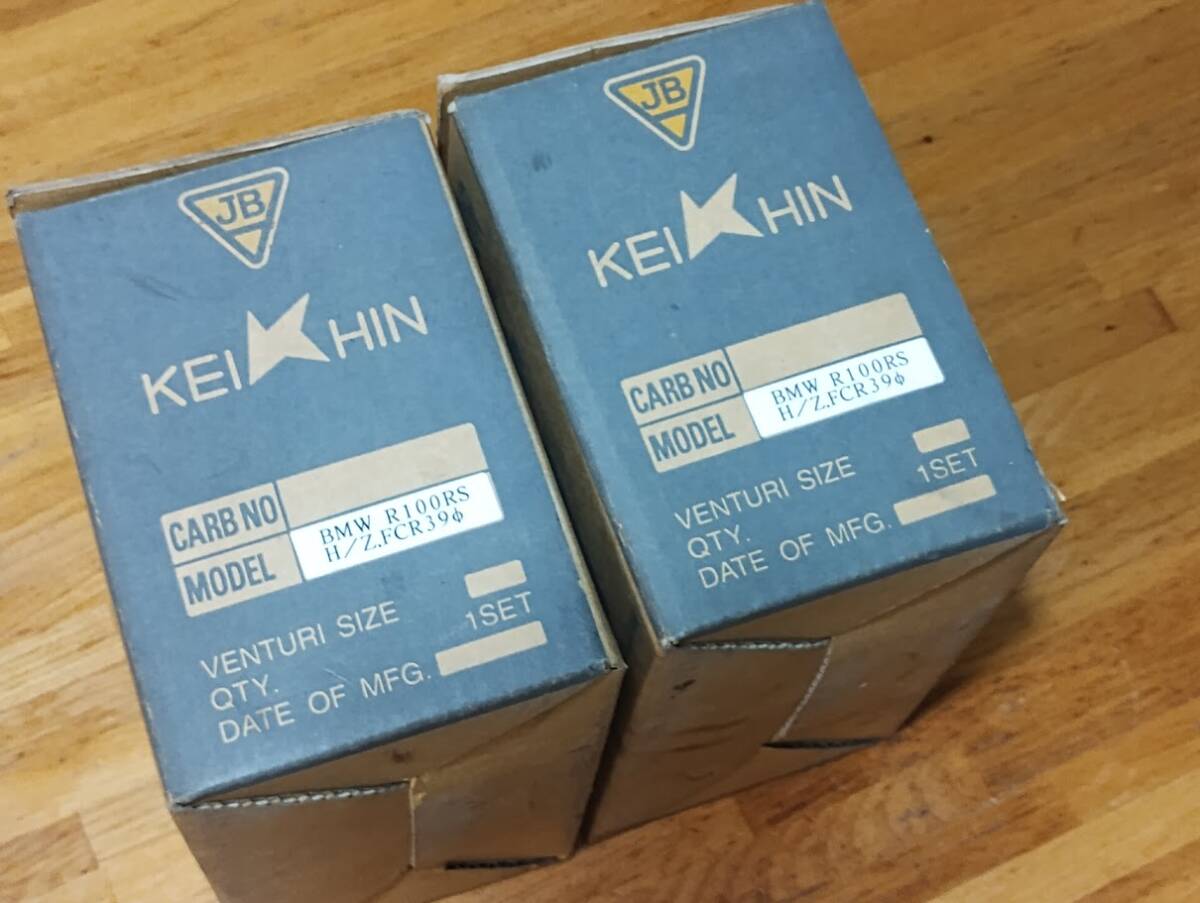 JB
KEIHIN
CARB NO
MODEL
BMW R100RS
H/Z.FCR39φ
VENTURI SIZE
QTY. 1SET
DATE OF MFG.
JB
KEIHIN
CARB NO
MODEL
BMW R100RS
H/Z.FCR39φ
VENTURI SIZE
QTY. 1SET
DATE OF MFG.